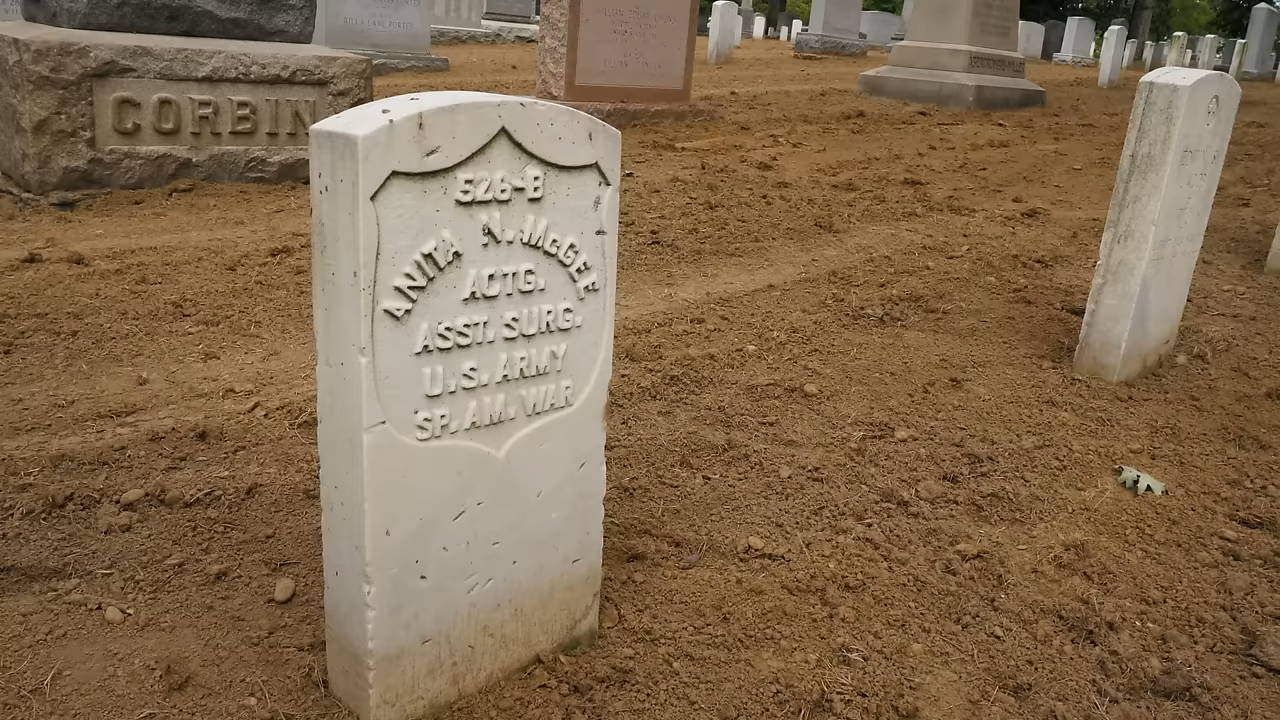 CORBIN
526-B
ANITA N. McGEE
ACTG.
ASST. SURG.
U.S. ARMY
SP. AM. WAR